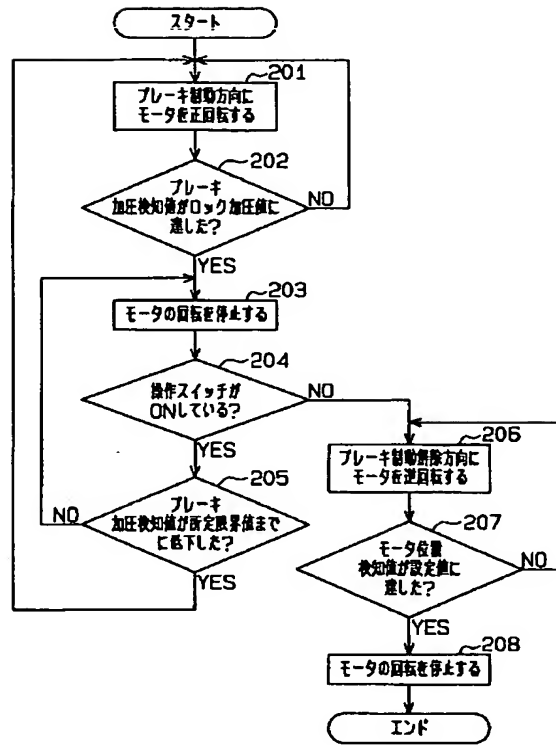 スタート
201
ブレーキ制動方向に
モータを正回転する
202
ブレーキ
加圧検知値がロック加圧値に
達した?
NO
YES
203
モータの回転を停止する
204
操作スイッチが
ONしている?
NO
YES
205
ブレーキ
加圧検知値が所定限界値まで
に低下した?
NO
YES
206
ブレーキ制動解除方向に
モータを逆回転する
207
モータ位置
検知値が設定値に
達した?
NO
YES
208
モータの回転を停止する
エンド